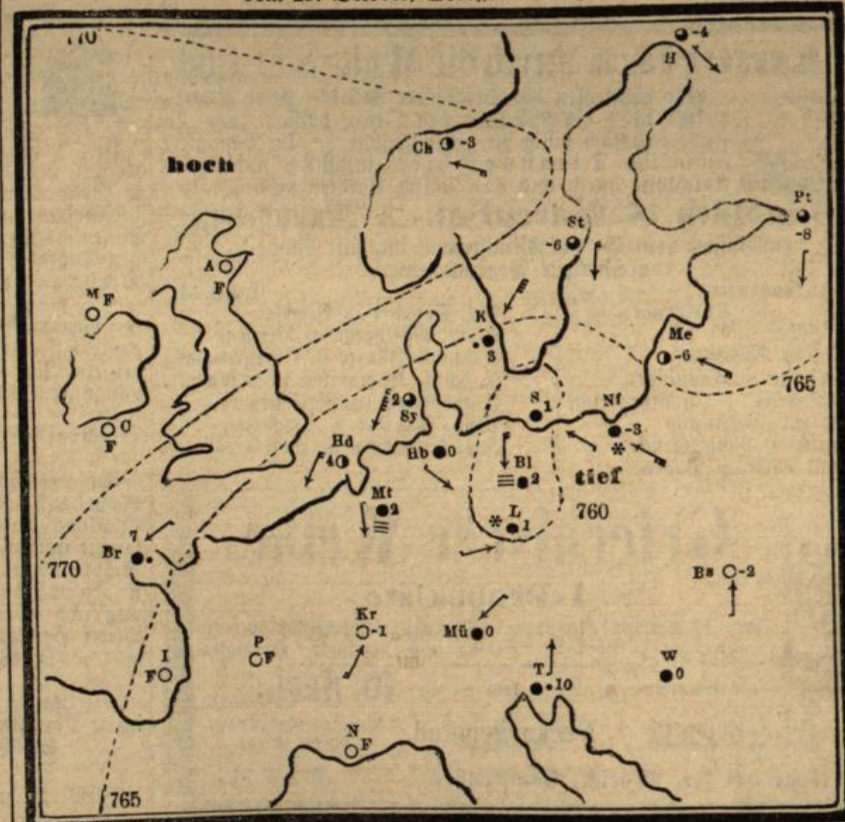 770
-4
H
Ch -3
hoch
Pt
-8
St
-6
A
F
M F
K
3
Me
-6
765
2
Sy
S 1
Nf
-3
*
C
F
Hd
4
Hb 0
Bl
2
tief
760
Mt
2
* L
1
7
Br
770
Bs -2
Kr
-1
Mü 0
P
F
I
F
T
10
W
0
N
F
765